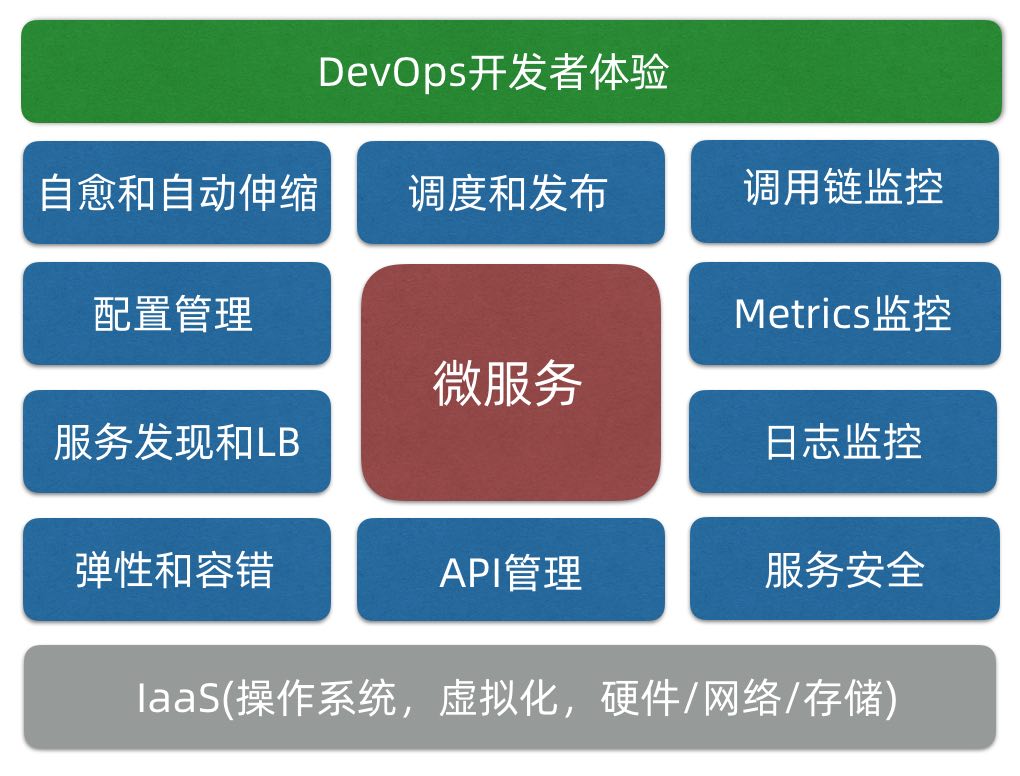 DevOps开发者体验
自愈和自动伸缩
调度和发布
调用链监控
配置管理
微服务
Metrics监控
服务发现和LB
日志监控
弹性和容错
API管理
服务安全
IaaS(操作系统，虚拟化，硬件/网络/存储)